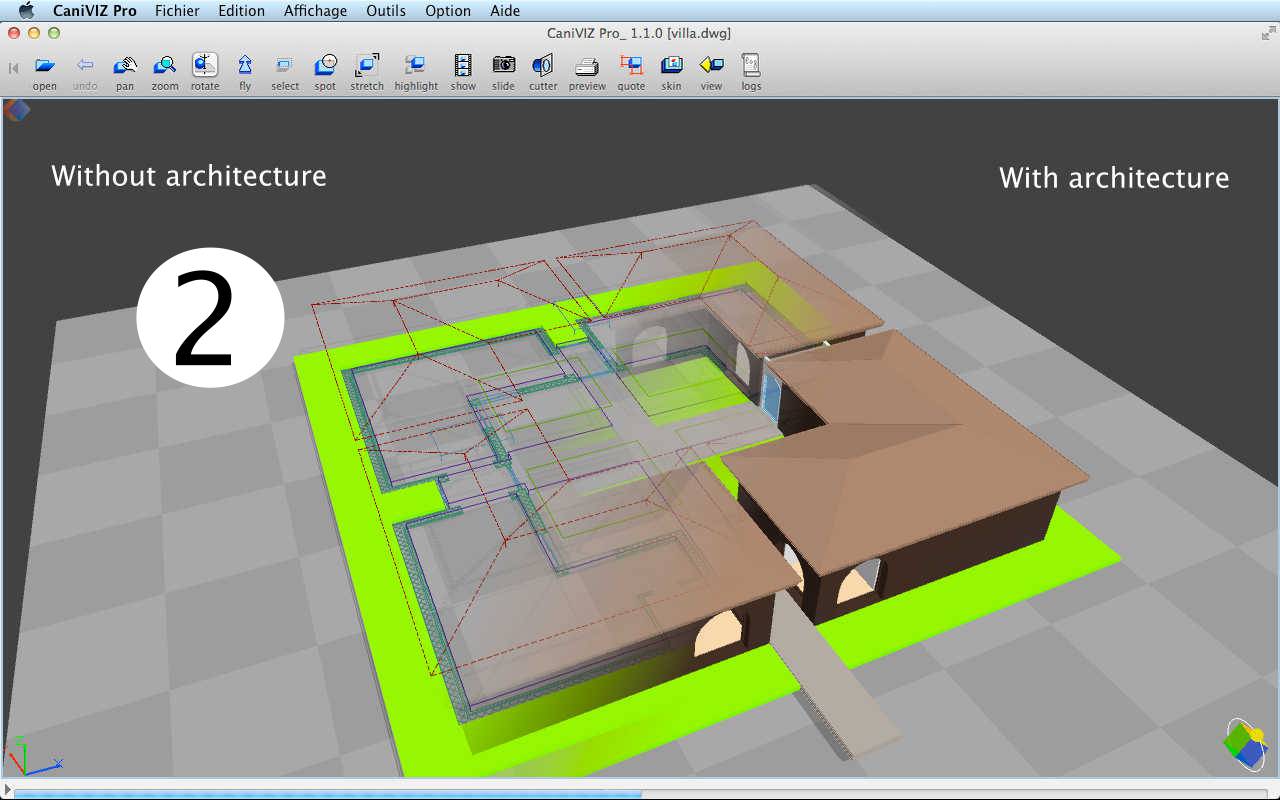 CaniVIZ Pro Fichier Edition Affichage Outils Option Aide
CaniVIZ Pro_ 1.1.0 [villa.dwg]
open undo pan zoom rotate fly select spot stretch highlight show slide cutter preview quote skin view logs
Without architecture
With architecture
2
Z
X